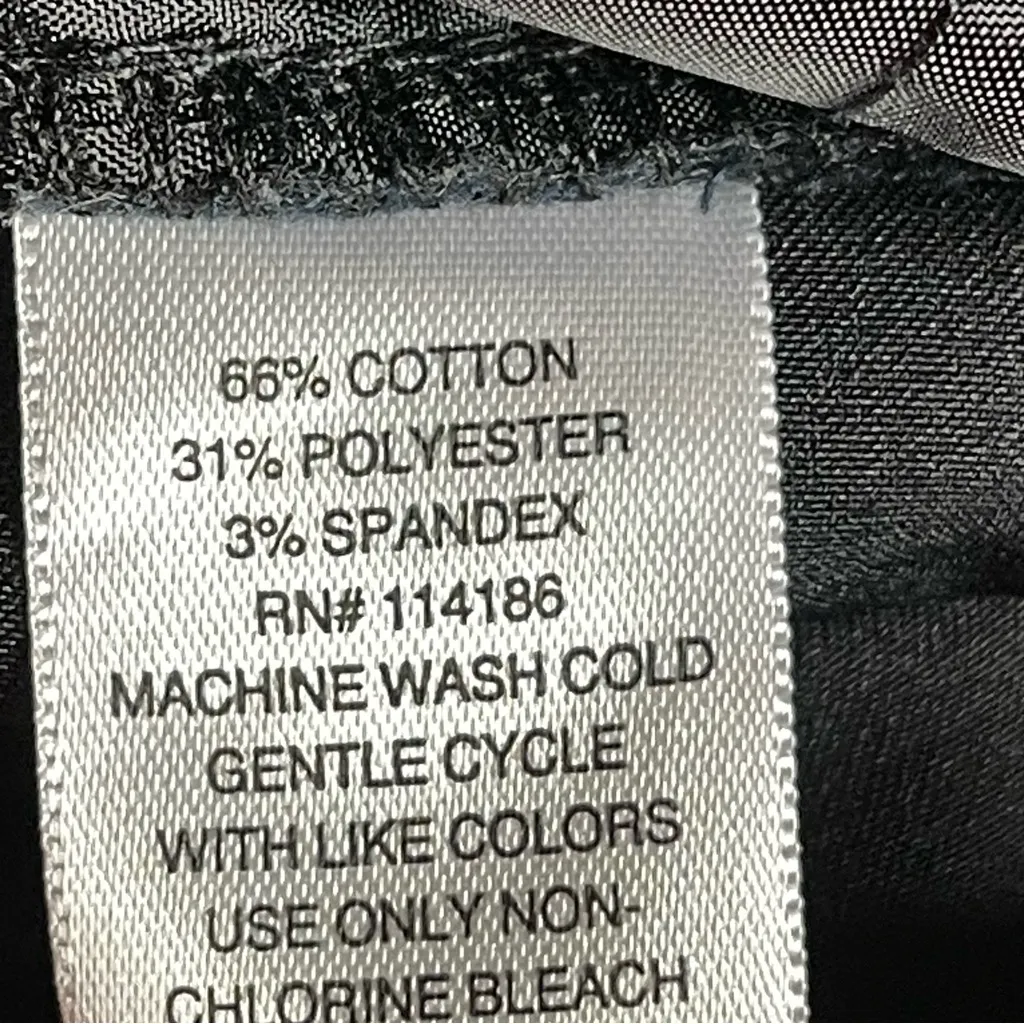 66% COTTON
31% POLYESTER
3% SPANDEX
RN# 114186
MACHINE WASH COLD
GENTLE CYCLE
WITH LIKE COLORS
USE ONLY NON-
CHLORINE BLEACH